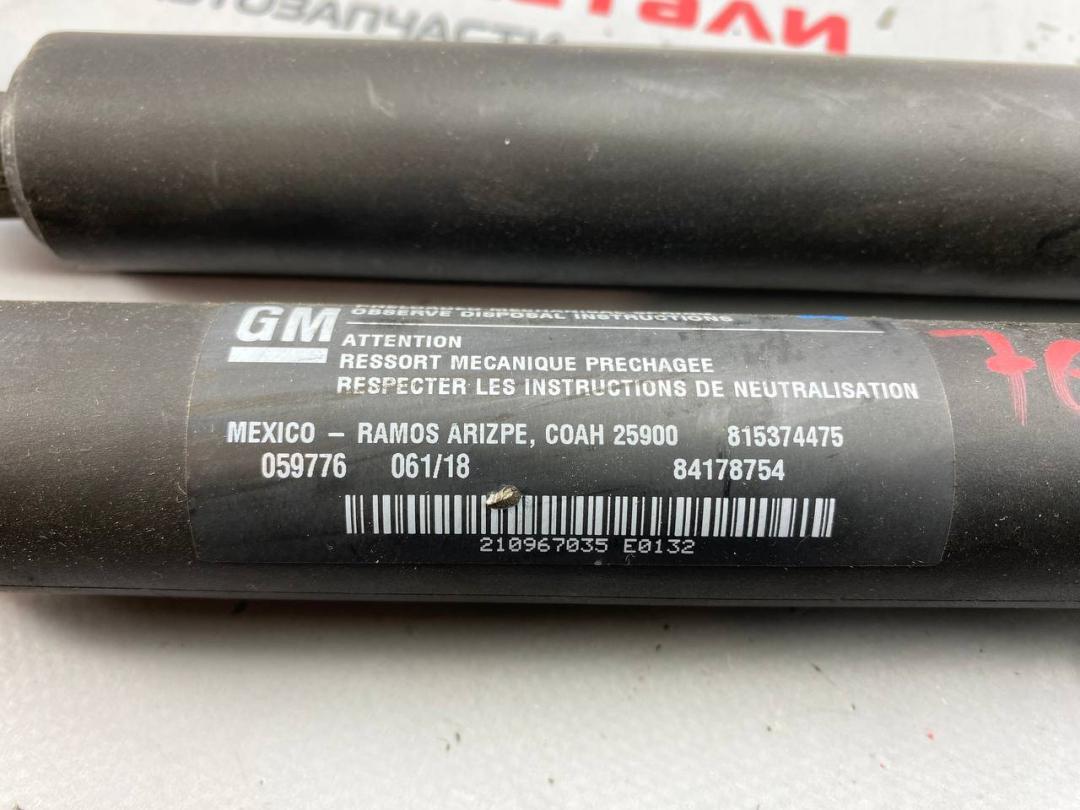 АВТОЗАПЧАСТИ
GM
OBSERVE DISPOSAL INSTRUCTIONS
ATTENTION
RESSORT MECANIQUE PRECHAGEE
RESPECTER LES INSTRUCTIONS DE NEUTRALISATION
MEXICO – RAMOS ARIZPE, COAH 25900 815374475
059776 061/18 84178754
210967035 E0132